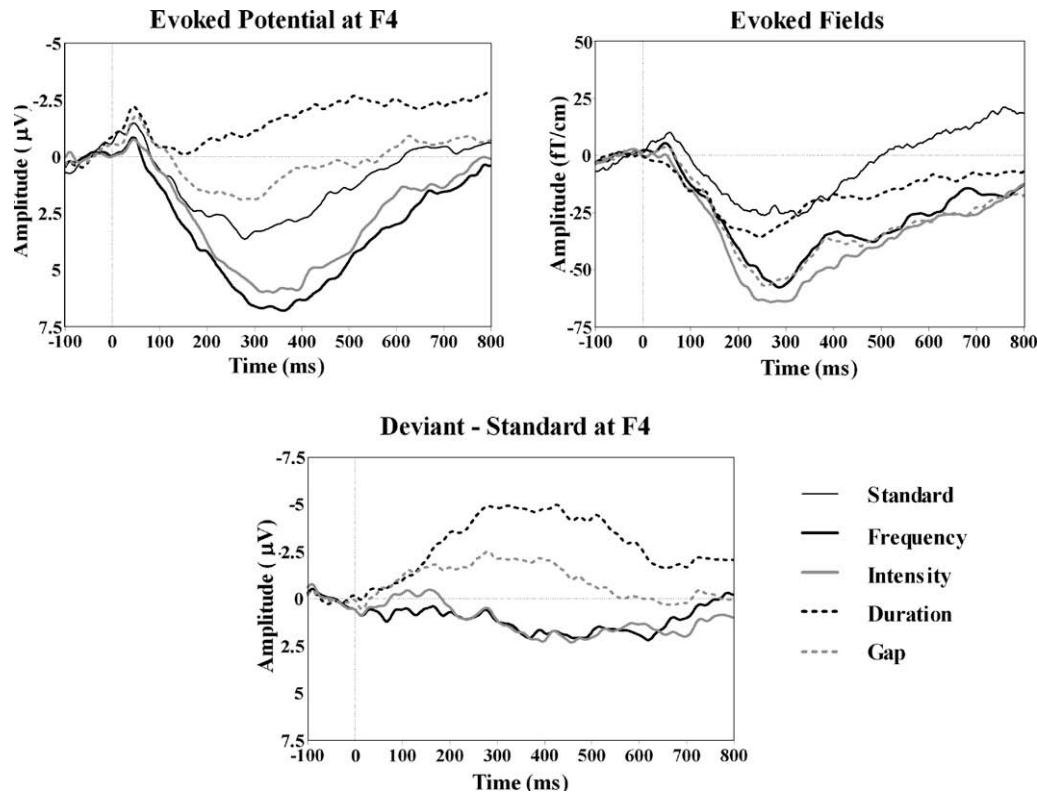 Evoked Potential at F4
-5
-2.5
0
2.5
5
7.5
Amplitude ( μV)
-100 0 100 200 300 400 500 600 700 800
Time (ms)
Evoked Fields
50
25
0
-25
-50
-75
Amplitude (fT/cm)
-100 0 100 200 300 400 500 600 700 800
Time (ms)
Deviant - Standard at F4
-7.5
-5
-2.5
0
2.5
5
7.5
Amplitude ( μV)
-100 0 100 200 300 400 500 600 700 800
Time (ms)
Standard
Frequency
Intensity
Duration
Gap